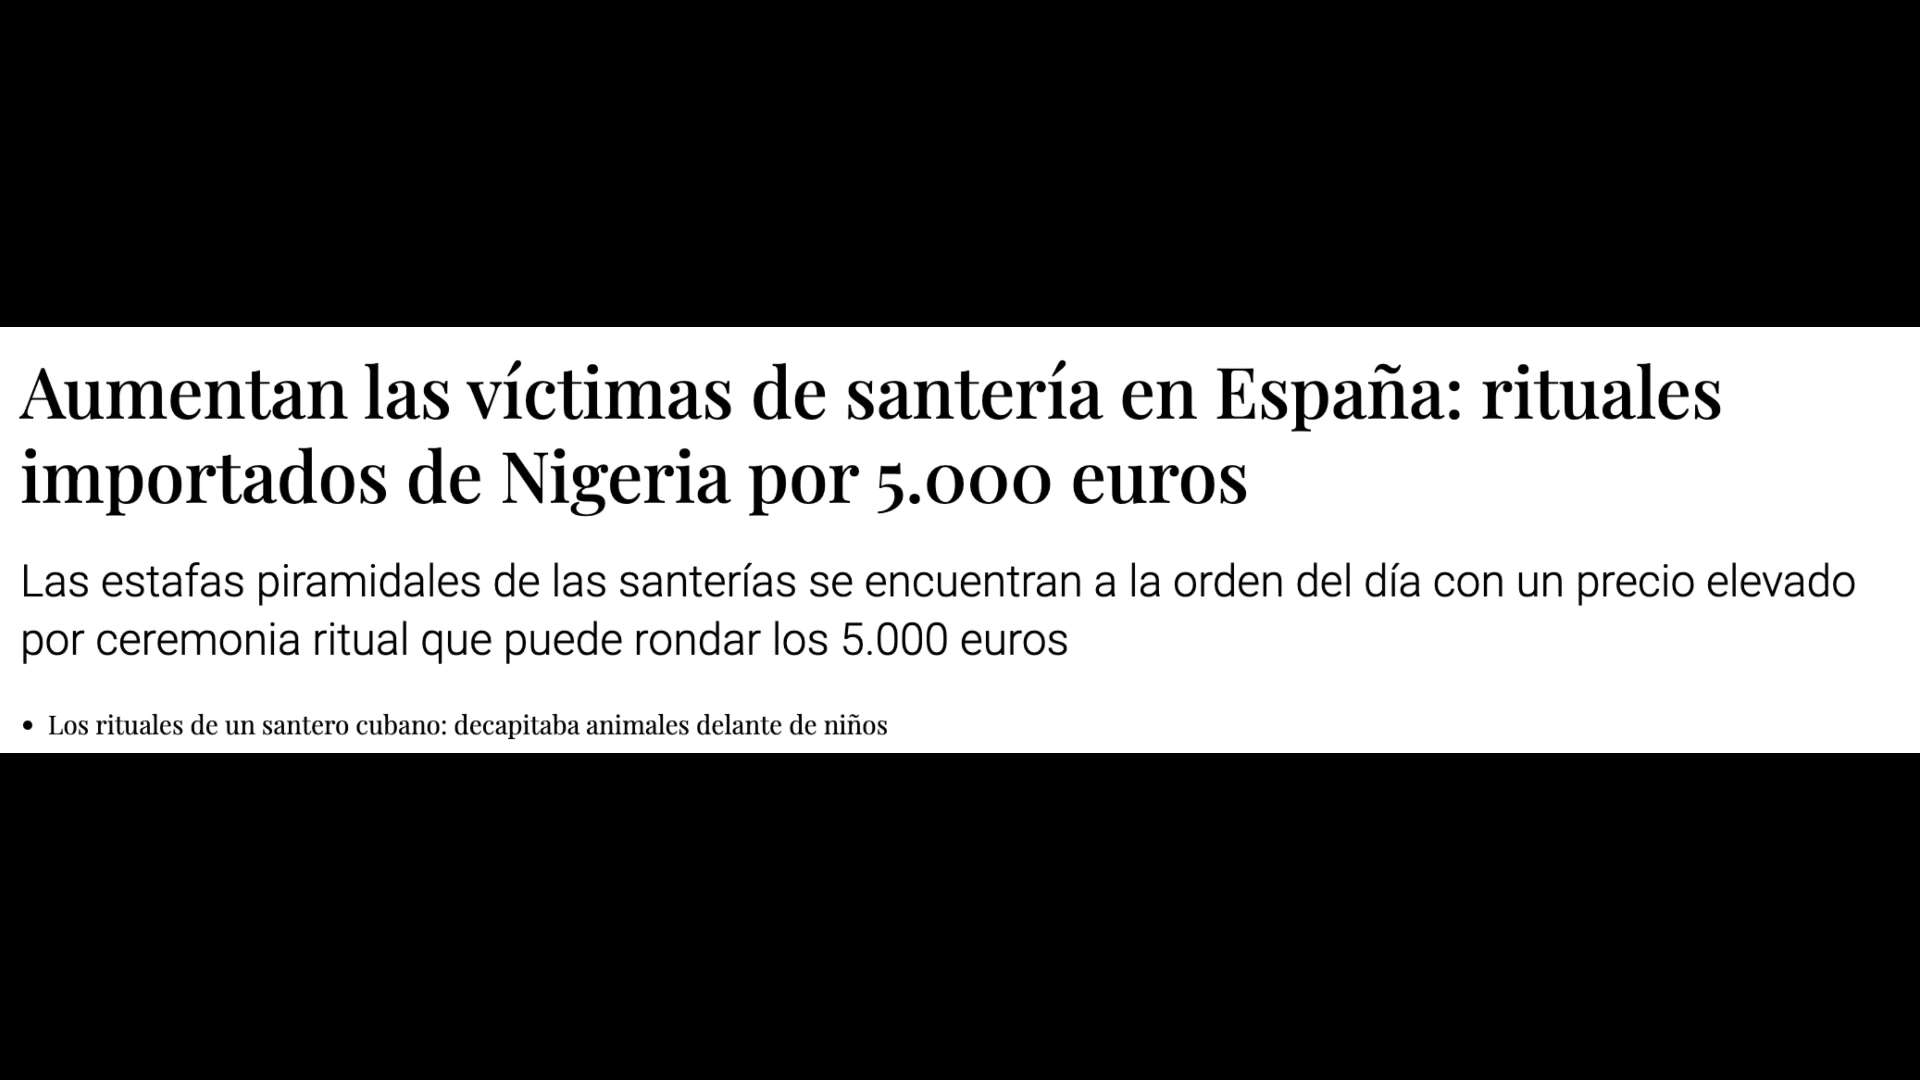 Aumentan las víctimas de santería en España: rituales
importados de Nigeria por 5.000 euros
Las estafas piramidales de las santerías se encuentran a la orden del día con un precio elevado
por ceremonia ritual que puede rondar los 5.000 euros
• Los rituales de un santero cubano: decapitaba animales delante de niños